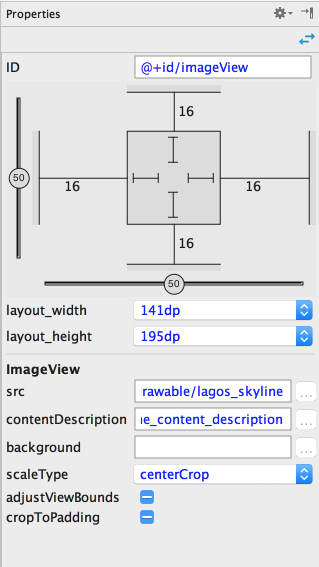 Properties
ID @+id/imageView
16
50
16 16
16
50
layout_width 141dp
layout_height 195dp
ImageView
src rawable/lagos_skyline ...
contentDescription ne_content_description ...
background ...
scaleType centerCrop
adjustViewBounds
cropToPadding